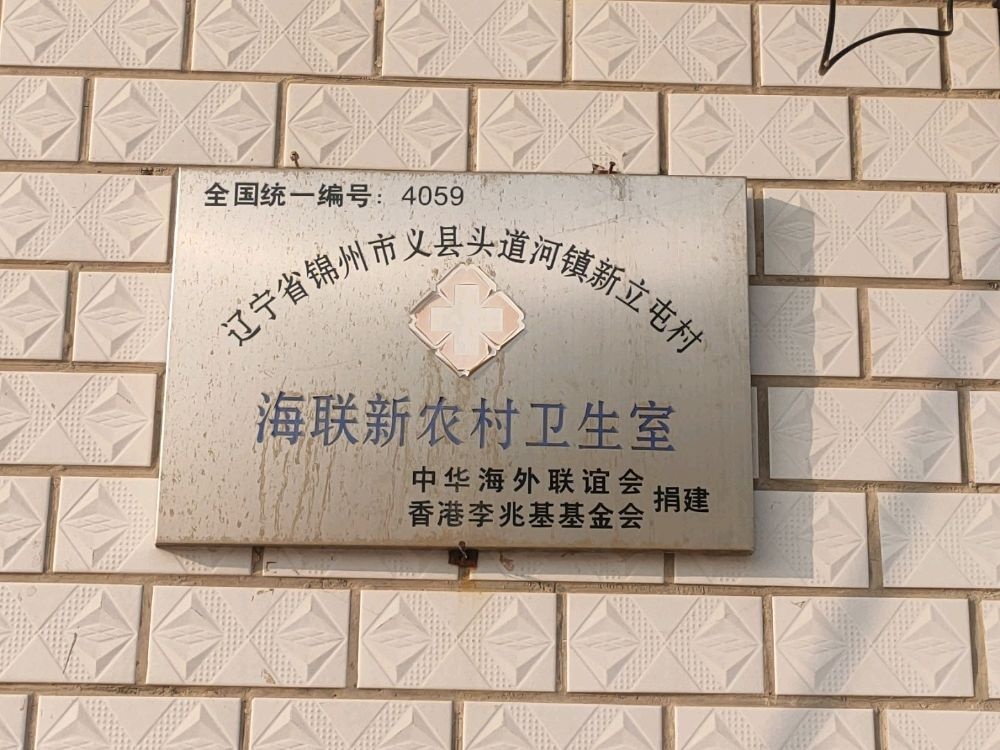 全国统一编号：4059
辽宁省锦州市义县头道河镇新立屯村
海联新农村卫生室
中华海外联谊会
香港李兆基基金会 捐建